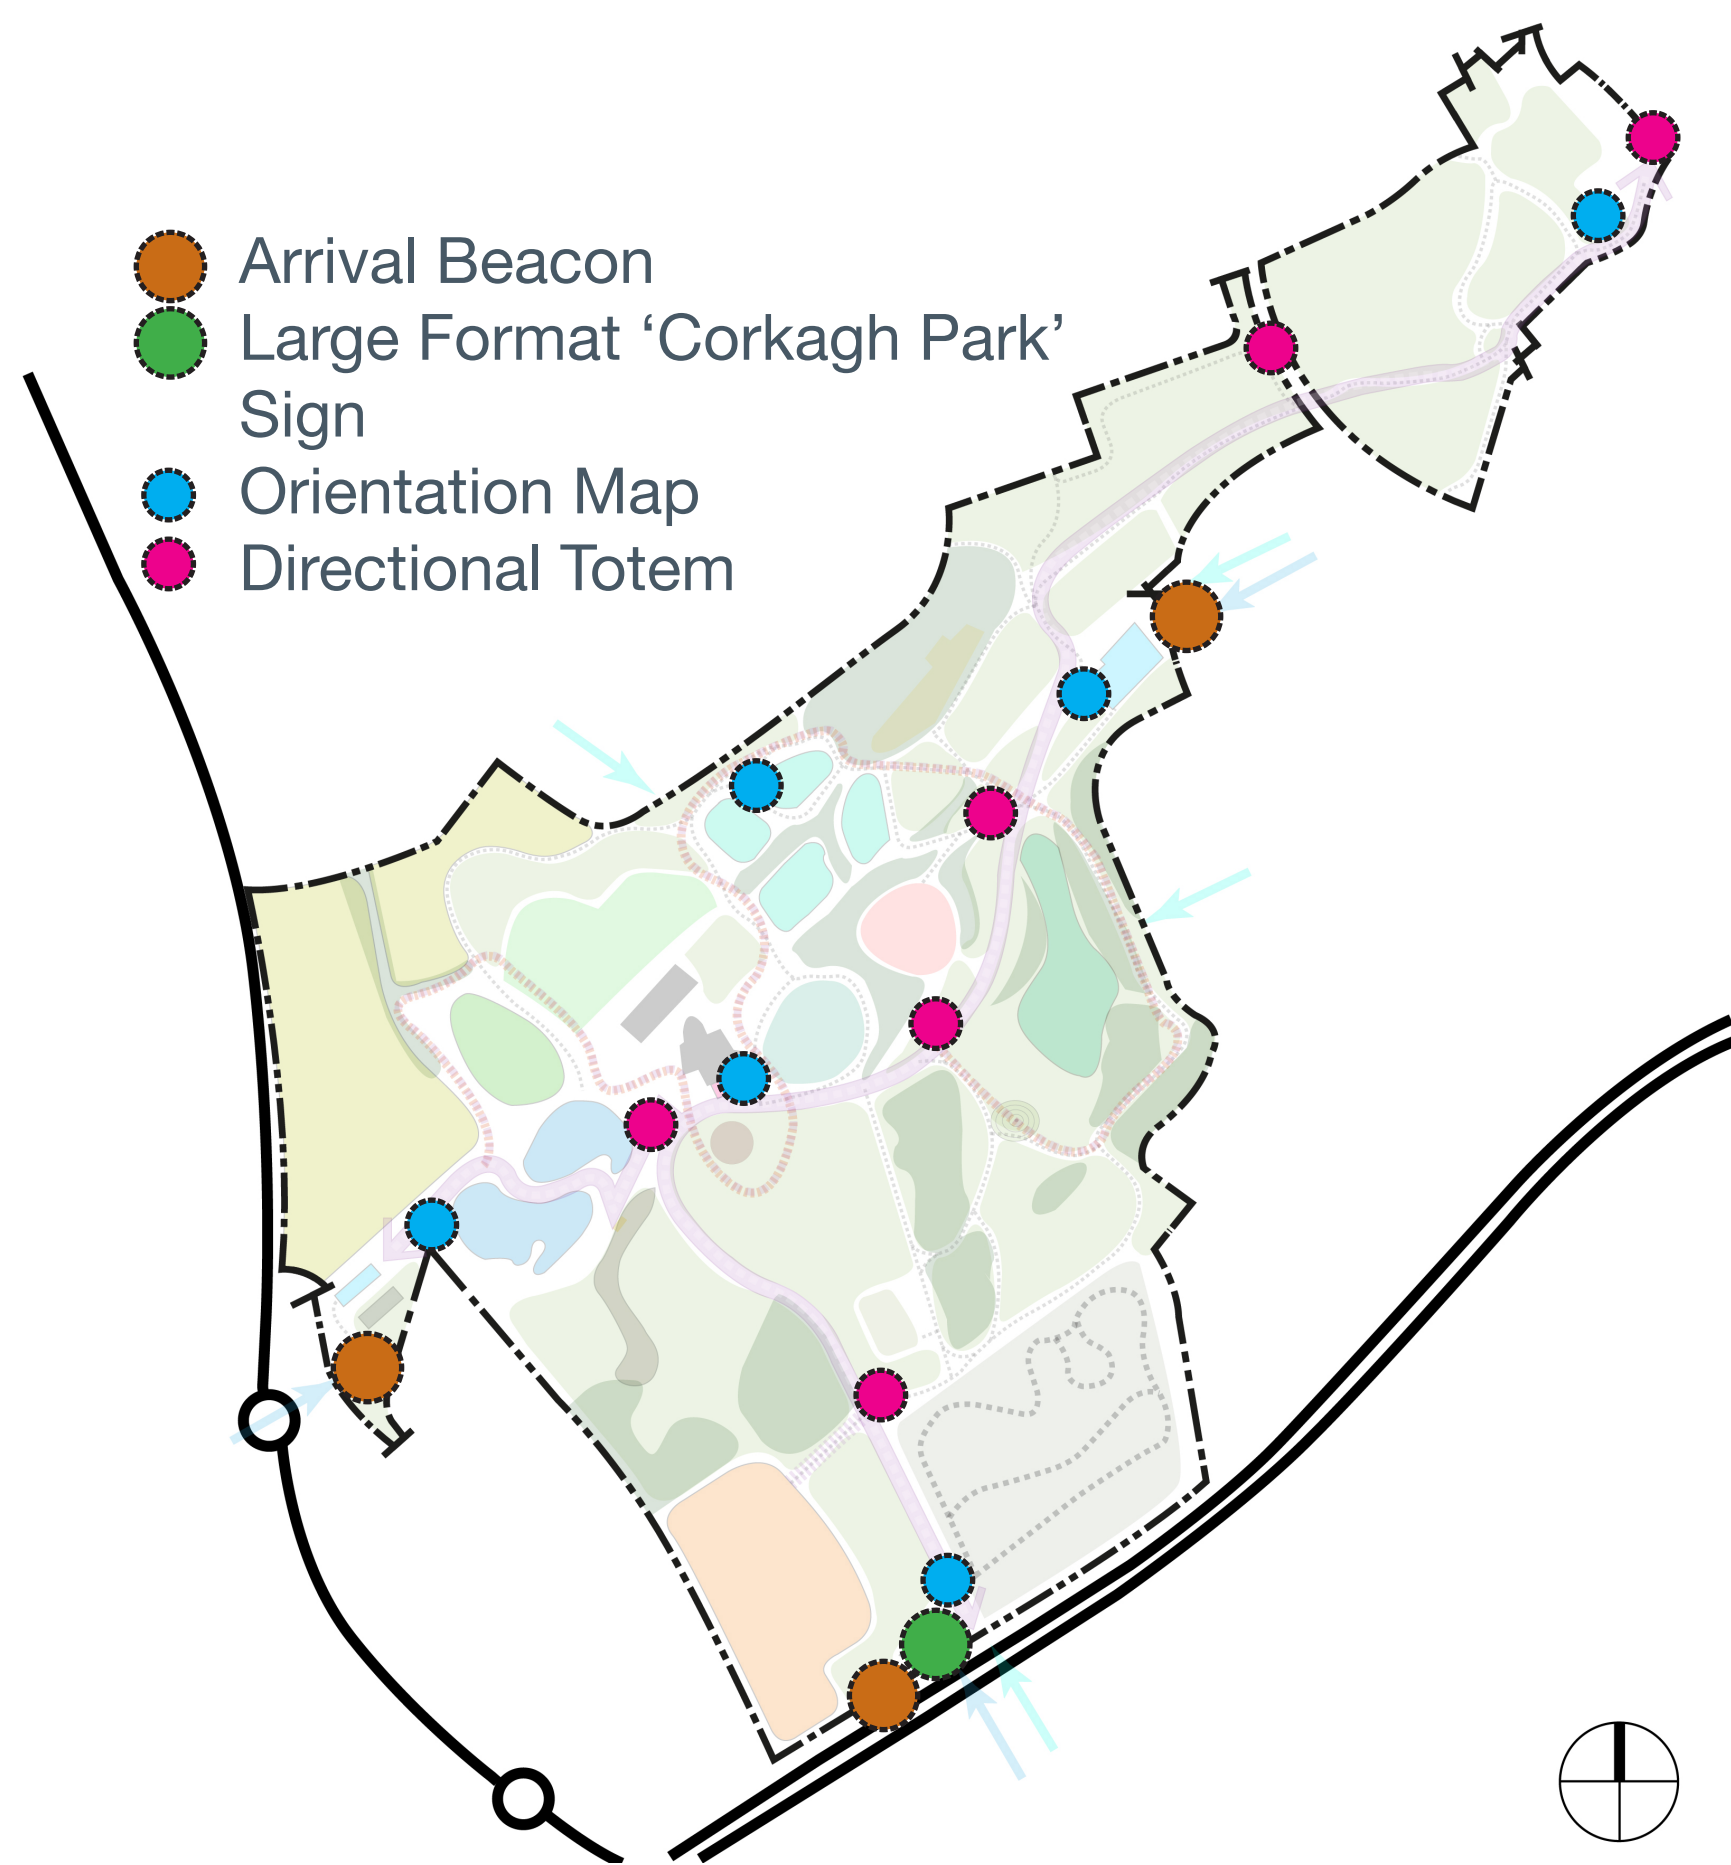 Arrival Beacon
Large Format ‘Corkagh Park’
Sign
Orientation Map
Directional Totem